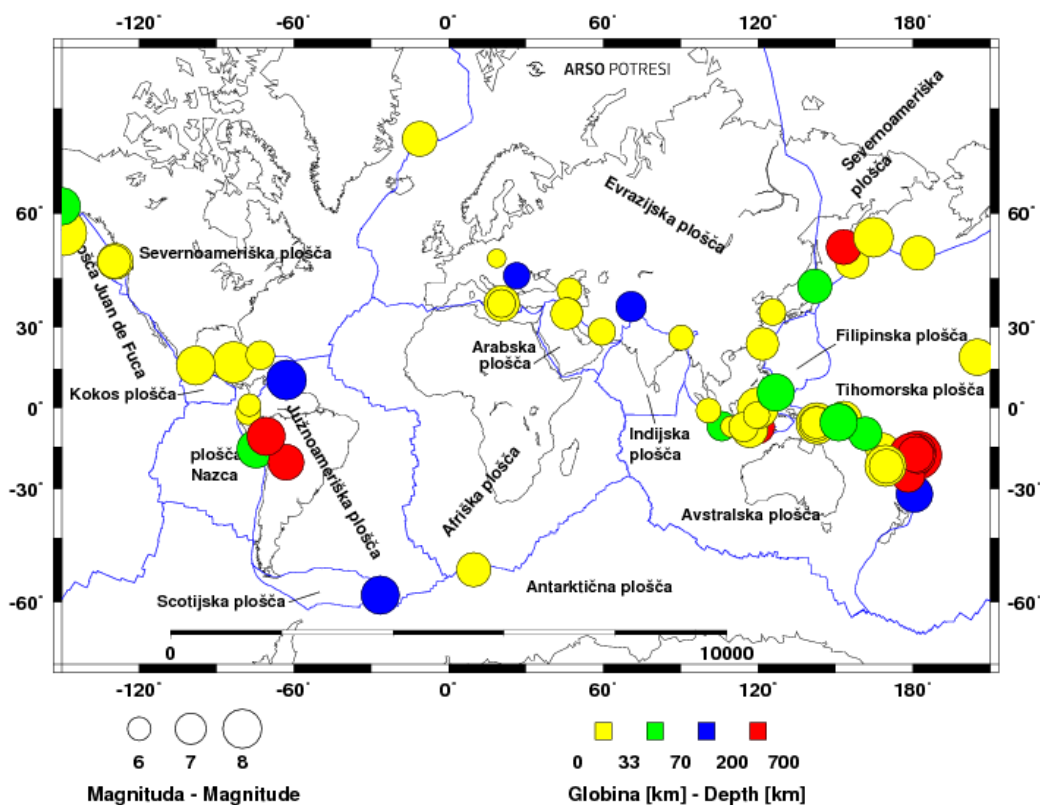 -120° -60° 0° 60° 120° 180°
ARSO POTRESI
Severnoameriška
plošča
Evrazijska plošča
60° 60°
Severnoameriška plošča
plošča Juan de Fuca
30° 30°
Arabska
plošča
Filipinska plošča
Kokos plošča
Tihomorska plošča
0° 0°
Južnoameriška plošča
Indijska
plošča
plošča
Nazca
Afriška plošča
-30° -30°
Avstralska plošča
Antarktična plošča
Scotijska plošča
-60° -60°
0 10000
-120° -60° 0° 60° 120° 180°
6 7 8
0 33 70 200 700
Magnituda - Magnitude
Globina [km] - Depth [km]